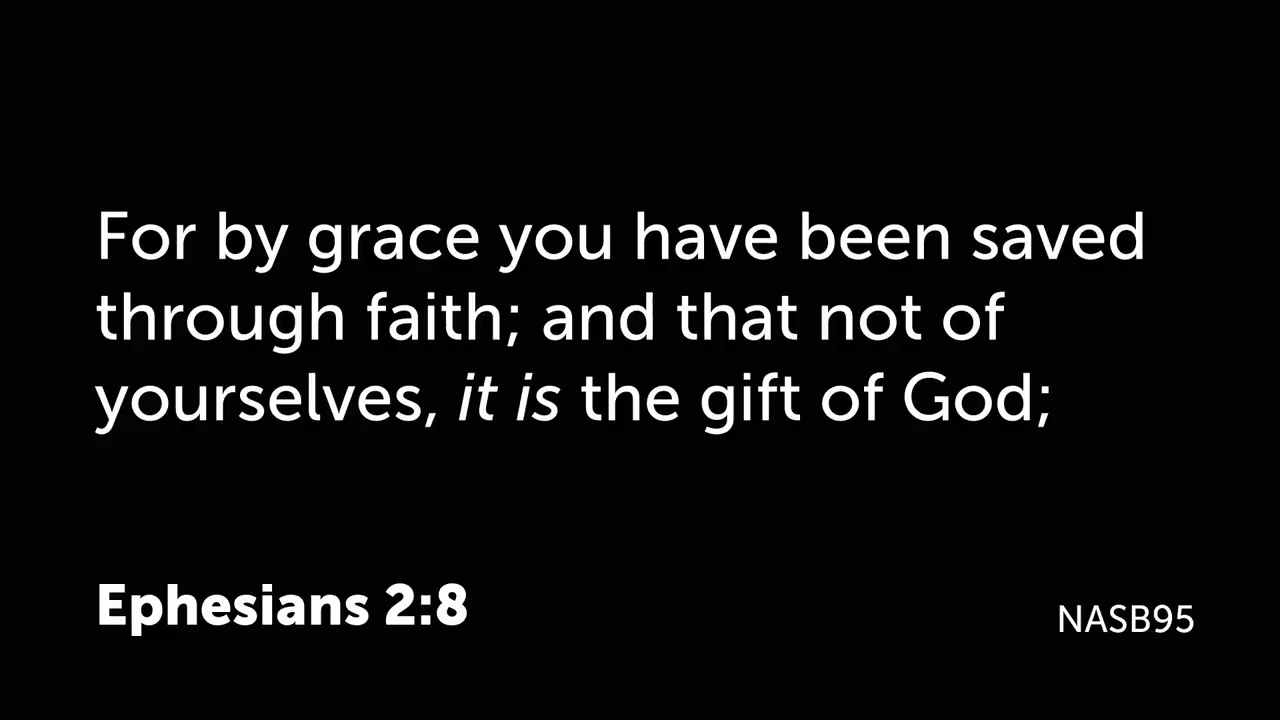 For by grace you have been saved
through faith; and that not of
yourselves, it is the gift of God;
Ephesians 2:8
NASB95